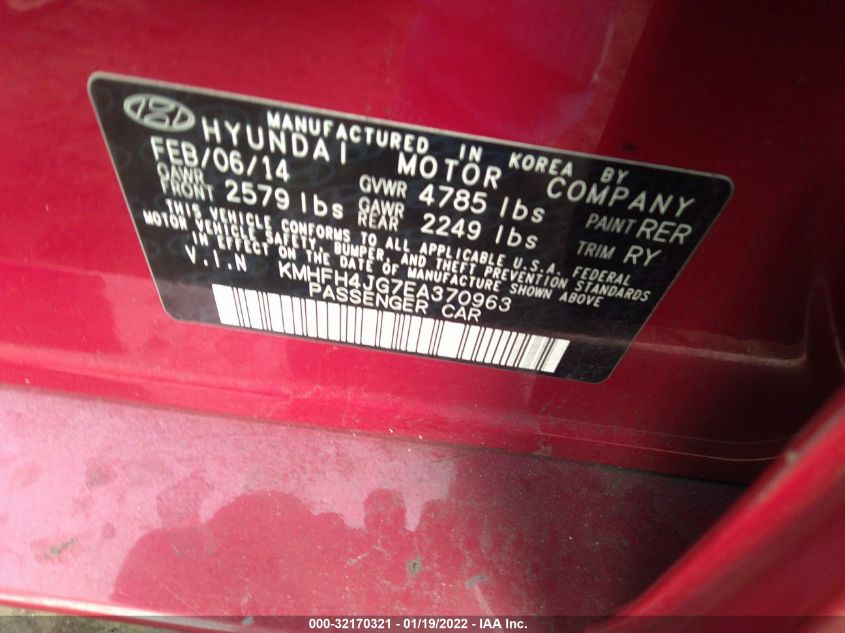 MANUFACTURED IN KOREA BY
HYUNDAI MOTOR COMPANY
FEB/06/14 GVWR 4785 lbs PAINT RER
GAWR FRONT 2579 lbs GAWR REAR 2249 lbs TRIM RY
THIS VEHICLE CONFORMS TO ALL APPLICABLE U.S.A. FEDERAL
MOTOR VEHICLE SAFETY, BUMPER, AND THEFT PREVENTION STANDARDS
IN EFFECT ON THE DATE OF MANUFACTURE SHOWN ABOVE
V.I.N KMHFH4JG7EA370963
PASSENGER CAR
000-32170321 - 01/19/2022 - IAA Inc.